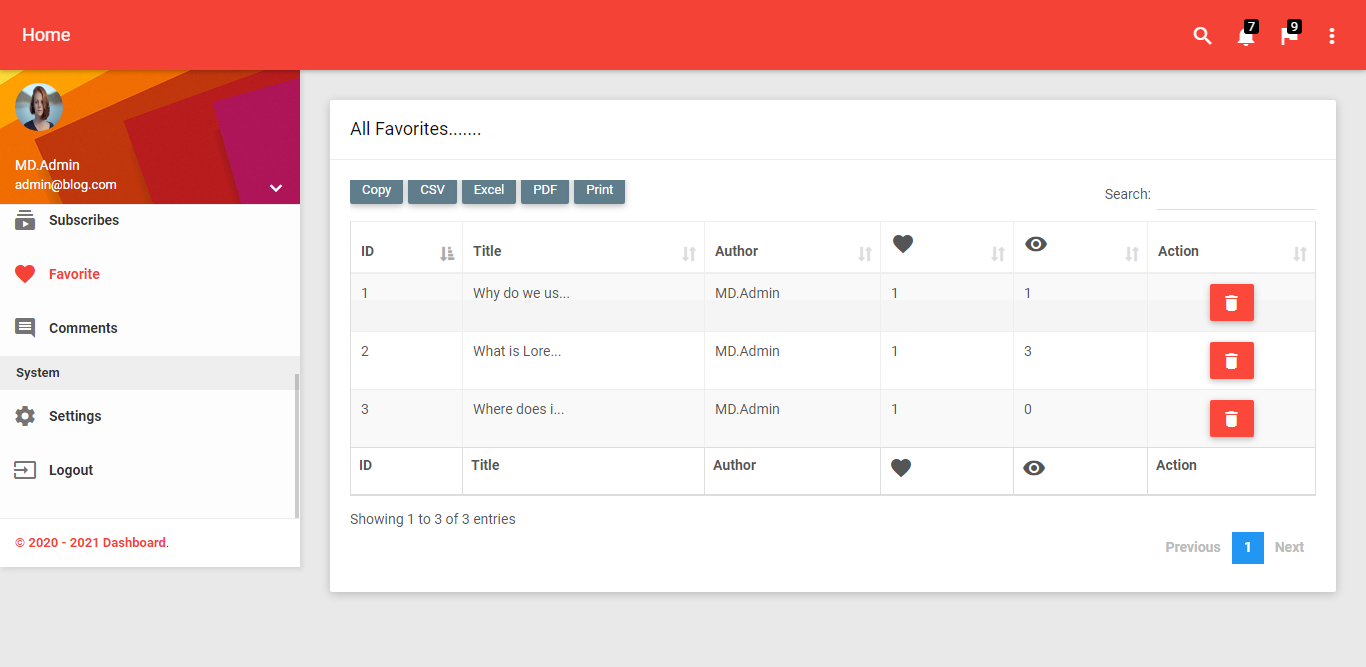 Home
7
9
MD.Admin
admin@blog.com
Subscribes
Favorite
Comments
System
Settings
Logout
© 2020 - 2021 Dashboard.
All Favorites.......
Copy CSV Excel PDF Print
Search:
ID Title Author Action
1 Why do we us... MD.Admin 1 1
2 What is Lore... MD.Admin 1 3
3 Where does i... MD.Admin 1 0
ID Title Author Action
Showing 1 to 3 of 3 entries
Previous 1 Next